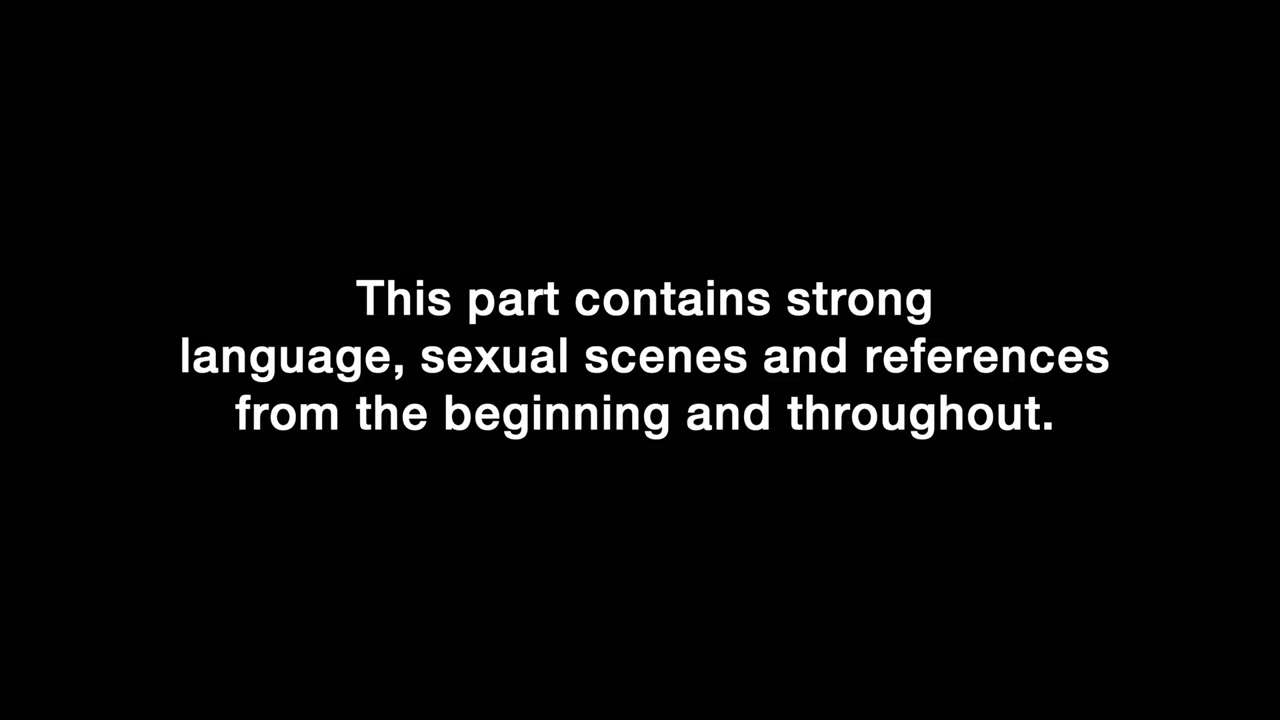 This part contains strong
language, sexual scenes and references
from the beginning and throughout.